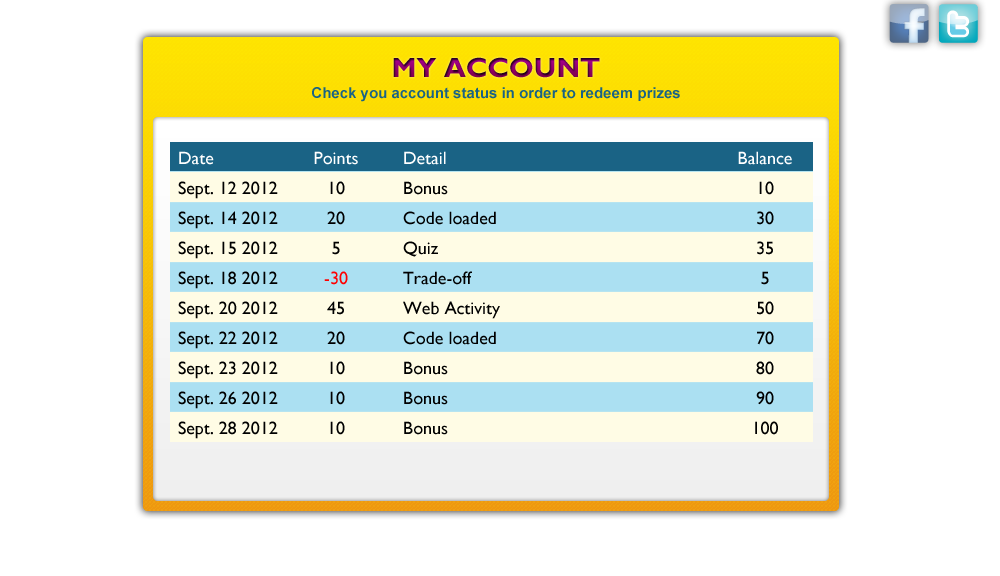 MY ACCOUNT
Check you account status in order to redeem prizes
Date Points Detail Balance
Sept. 12 2012 10 Bonus 10
Sept. 14 2012 20 Code loaded 30
Sept. 15 2012 5 Quiz 35
Sept. 18 2012 -30 Trade-off 5
Sept. 20 2012 45 Web Activity 50
Sept. 22 2012 20 Code loaded 70
Sept. 23 2012 10 Bonus 80
Sept. 26 2012 10 Bonus 90
Sept. 28 2012 10 Bonus 100